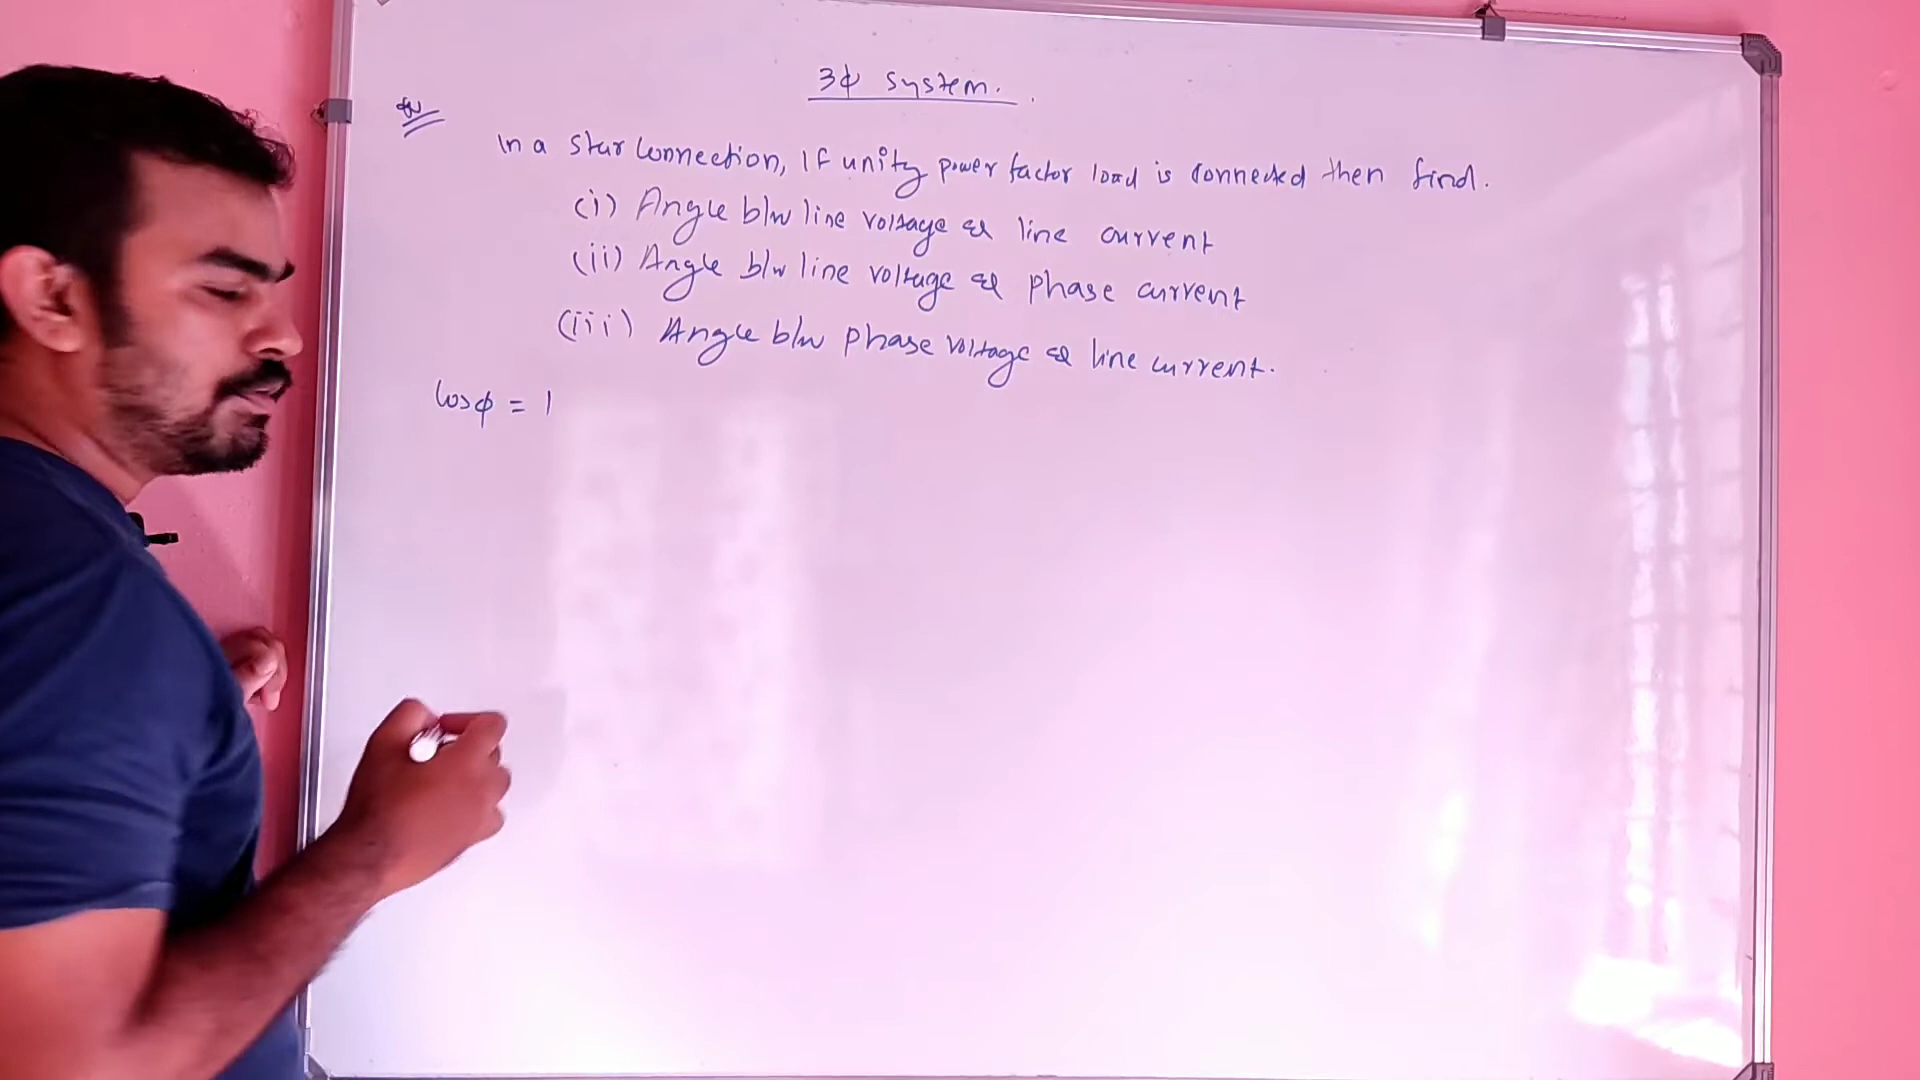 3ϕ system.
Q
In a star connection, If unity power factor load is connected then find.
(i) Angle b/w line voltage & line current
(ii) Angle b/w line voltage & phase current
(iii) Angle b/w phase voltage & line current.
cosϕ = 1